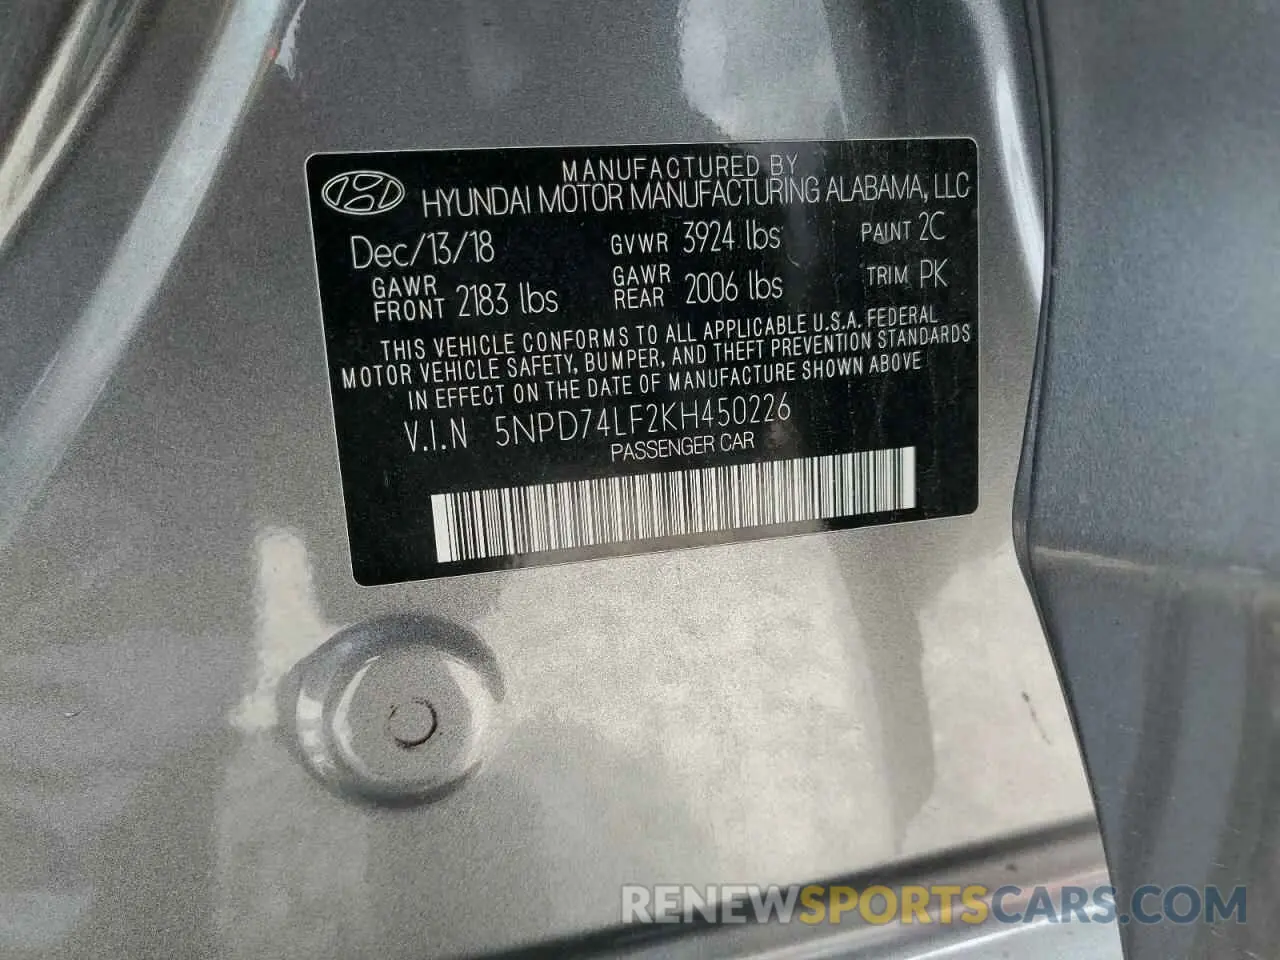 MANUFACTURED BY
HYUNDAI MOTOR MANUFACTURING ALABAMA, LLC
Dec/13/18 GVWR 3924 lbs PAINT 2C
GAWR FRONT 2183 lbs GAWR REAR 2006 lbs TRIM PK
THIS VEHICLE CONFORMS TO ALL APPLICABLE U.S.A. FEDERAL
MOTOR VEHICLE SAFETY, BUMPER, AND THEFT PREVENTION STANDARDS
IN EFFECT ON THE DATE OF MANUFACTURE SHOWN ABOVE
V.I.N 5NPD74LF2KH450226
PASSENGER CAR
RENEWSPORTSCARS.COM